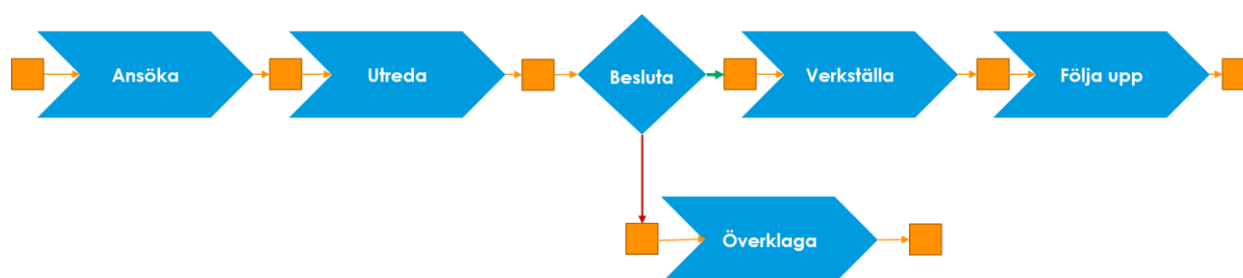 Ansöka
Utreda
Besluta
Verkställa
Följa upp
Överklaga